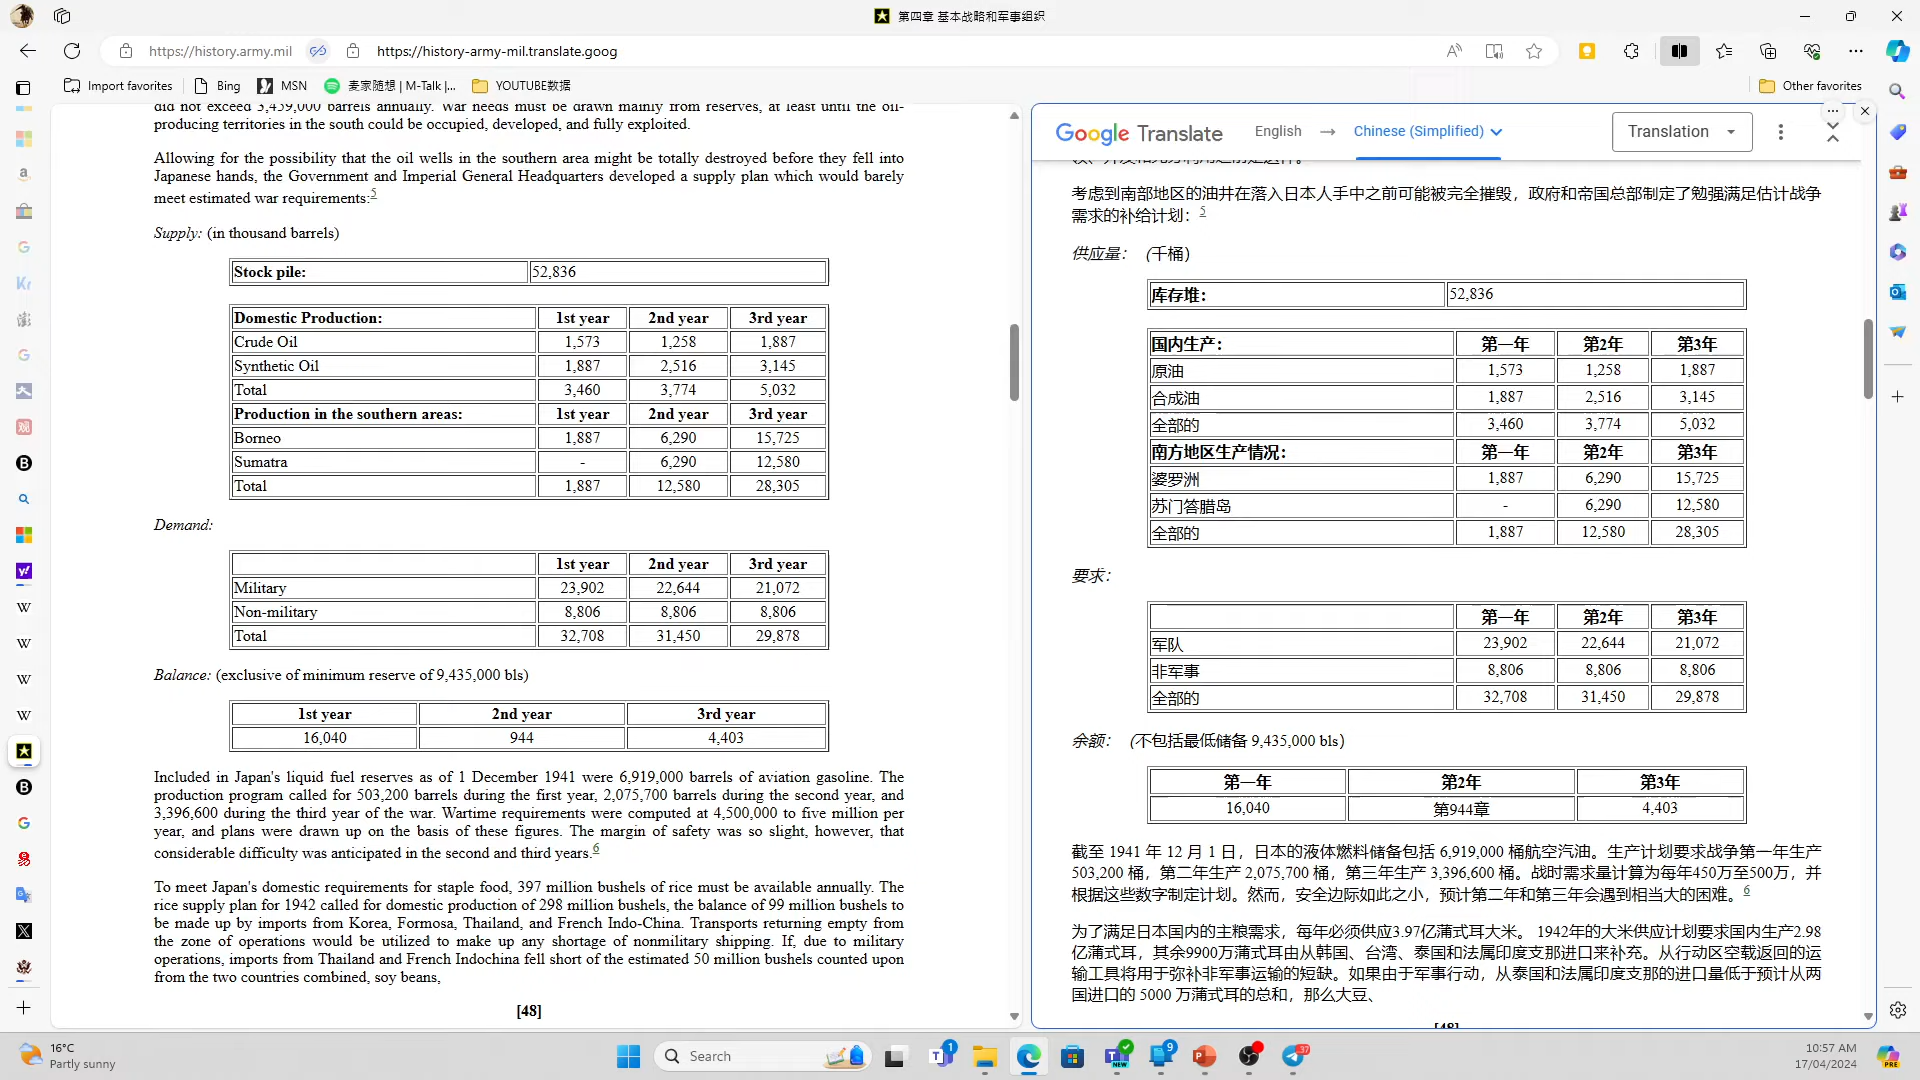 第四章 基本战略和军事组织
https://history.army.mil
https://history-army-mil.translate.goog
Import favorites
Bing
MSN
麦家随想 | M-Talk |...
YOUTUBE数据
Other favorites
did not exceed 3,459,000 barrels annually. War needs must be drawn mainly from reserves, at least until the oil-
producing territories in the south could be occupied, developed, and fully exploited.
Allowing for the possibility that the oil wells in the southern area might be totally destroyed before they fell into
Japanese hands, the Government and Imperial General Headquarters developed a supply plan which would barely
meet estimated war requirements:5
Supply: (in thousand barrels)
Stock pile: 52,836
Domestic Production: 1st year 2nd year 3rd year
Crude Oil 1,573 1,258 1,887
Synthetic Oil 1,887 2,516 3,145
Total 3,460 3,774 5,032
Production in the southern areas: 1st year 2nd year 3rd year
Borneo 1,887 6,290 15,725
Sumatra - 6,290 12,580
Total 1,887 12,580 28,305
Demand:
1st year 2nd year 3rd year
Military 23,902 22,644 21,072
Non-military 8,806 8,806 8,806
Total 32,708 31,450 29,878
Balance: (exclusive of minimum reserve of 9,435,000 bls)
1st year 2nd year 3rd year
16,040 944 4,403
Included in Japan's liquid fuel reserves as of 1 December 1941 were 6,919,000 barrels of aviation gasoline. The
production program called for 503,200 barrels during the first year, 2,075,700 barrels during the second year, and
3,396,600 during the third year of the war. Wartime requirements were computed at 4,500,000 to five million per
year, and plans were drawn up on the basis of these figures. The margin of safety was so slight, however, that
considerable difficulty was anticipated in the second and third years.6
To meet Japan's domestic requirements for staple food, 397 million bushels of rice must be available annually. The
rice supply plan for 1942 called for domestic production of 298 million bushels, the balance of 99 million bushels to
be made up by imports from Korea, Formosa, Thailand, and French Indo-China. Transports returning empty from
the zone of operations would be utilized to make up any shortage of nonmilitary shipping. If, due to military
operations, imports from Thailand and French Indochina fell short of the estimated 50 million bushels counted upon
from the two countries combined, soy beans,
[48]
Google Translate
English → Chinese (Simplified)
Translation
考虑到南部地区的油井在落入日本人手中之前可能被完全摧毁，政府和帝国总部制定了勉强满足估计战争
需求的补给计划：5
供应量： (千桶)
库存堆： 52,836
国内生产： 第一年 第2年 第3年
原油 1,573 1,258 1,887
合成油 1,887 2,516 3,145
全部的 3,460 3,774 5,032
南方地区生产情况： 第一年 第2年 第3年
婆罗洲 1,887 6,290 15,725
苏门答腊岛 - 6,290 12,580
全部的 1,887 12,580 28,305
要求：
第一年 第2年 第3年
军队 23,902 22,644 21,072
非军事 8,806 8,806 8,806
全部的 32,708 31,450 29,878
余额： (不包括最低储备 9,435,000 bls)
第一年 第2年 第3年
16,040 第944章 4,403
截至 1941 年 12 月 1 日，日本的液体燃料储备包括 6,919,000 桶航空汽油。生产计划要求战争第一年生产
503,200 桶，第二年生产 2,075,700 桶，第三年生产 3,396,600 桶。战时需求量计算为每年450万至500万，并
根据这些数字制定计划。然而，安全边际如此之小，预计第二年和第三年会遇到相当大的困难。6
为了满足日本国内的主粮需求，每年必须供应3.97亿蒲式耳大米。 1942年的大米供应计划要求国内生产2.98
亿蒲式耳，其余9900万蒲式耳由从韩国、台湾、泰国和法属印度支那进口来补充。从行动区空载返回的运
输工具将用于弥补非军事运输的短缺。如果由于军事行动，从泰国和法属印度支那的进口量低于预计从两
国进口的 5000 万蒲式耳的总和，那么大豆、
[48]
16°C
Partly sunny
Search
10:57 AM
17/04/2024